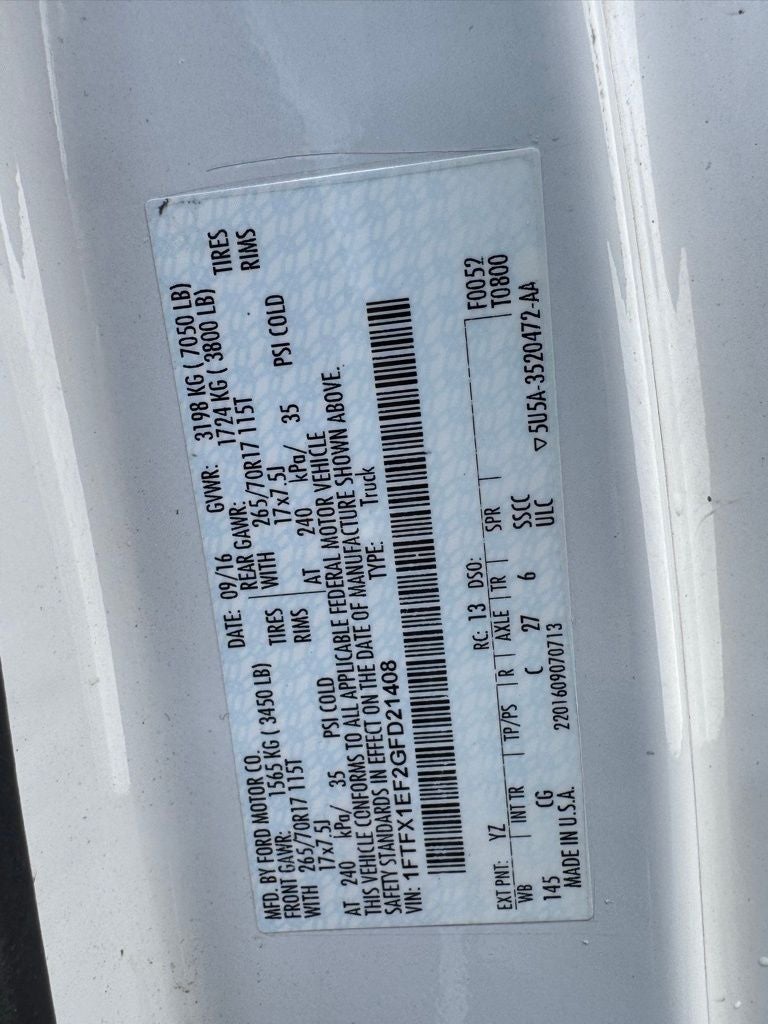 MFD. BY FORD MOTOR CO.
DATE: 09/16 GVWR: 3198 KG ( 7050 LB)
FRONT GAWR: 1565 KG ( 3450 LB) REAR GAWR: 1724 KG ( 3800 LB)
WITH 265/70R17 115T TIRES WITH 265/70R17 115T TIRES
17x7.5J RIMS 17x7.5J RIMS
AT 240 kPa/ 35 PSI COLD AT 240 kPa/ 35 PSI COLD
THIS VEHICLE CONFORMS TO ALL APPLICABLE FEDERAL MOTOR VEHICLE
SAFETY STANDARDS IN EFFECT ON THE DATE OF MANUFACTURE SHOWN ABOVE.
VIN: 1FTFX1EF2GFD21408 TYPE: Truck
EXT PNT: YZ RC: 13 DSO: F0052
WB INT TR TP/PS R AXLE TR SPR T0800
145 CG C 27 6 SSCC
MADE IN U.S.A. 2201609070713 ULC ▽5U5A-3520472-AA